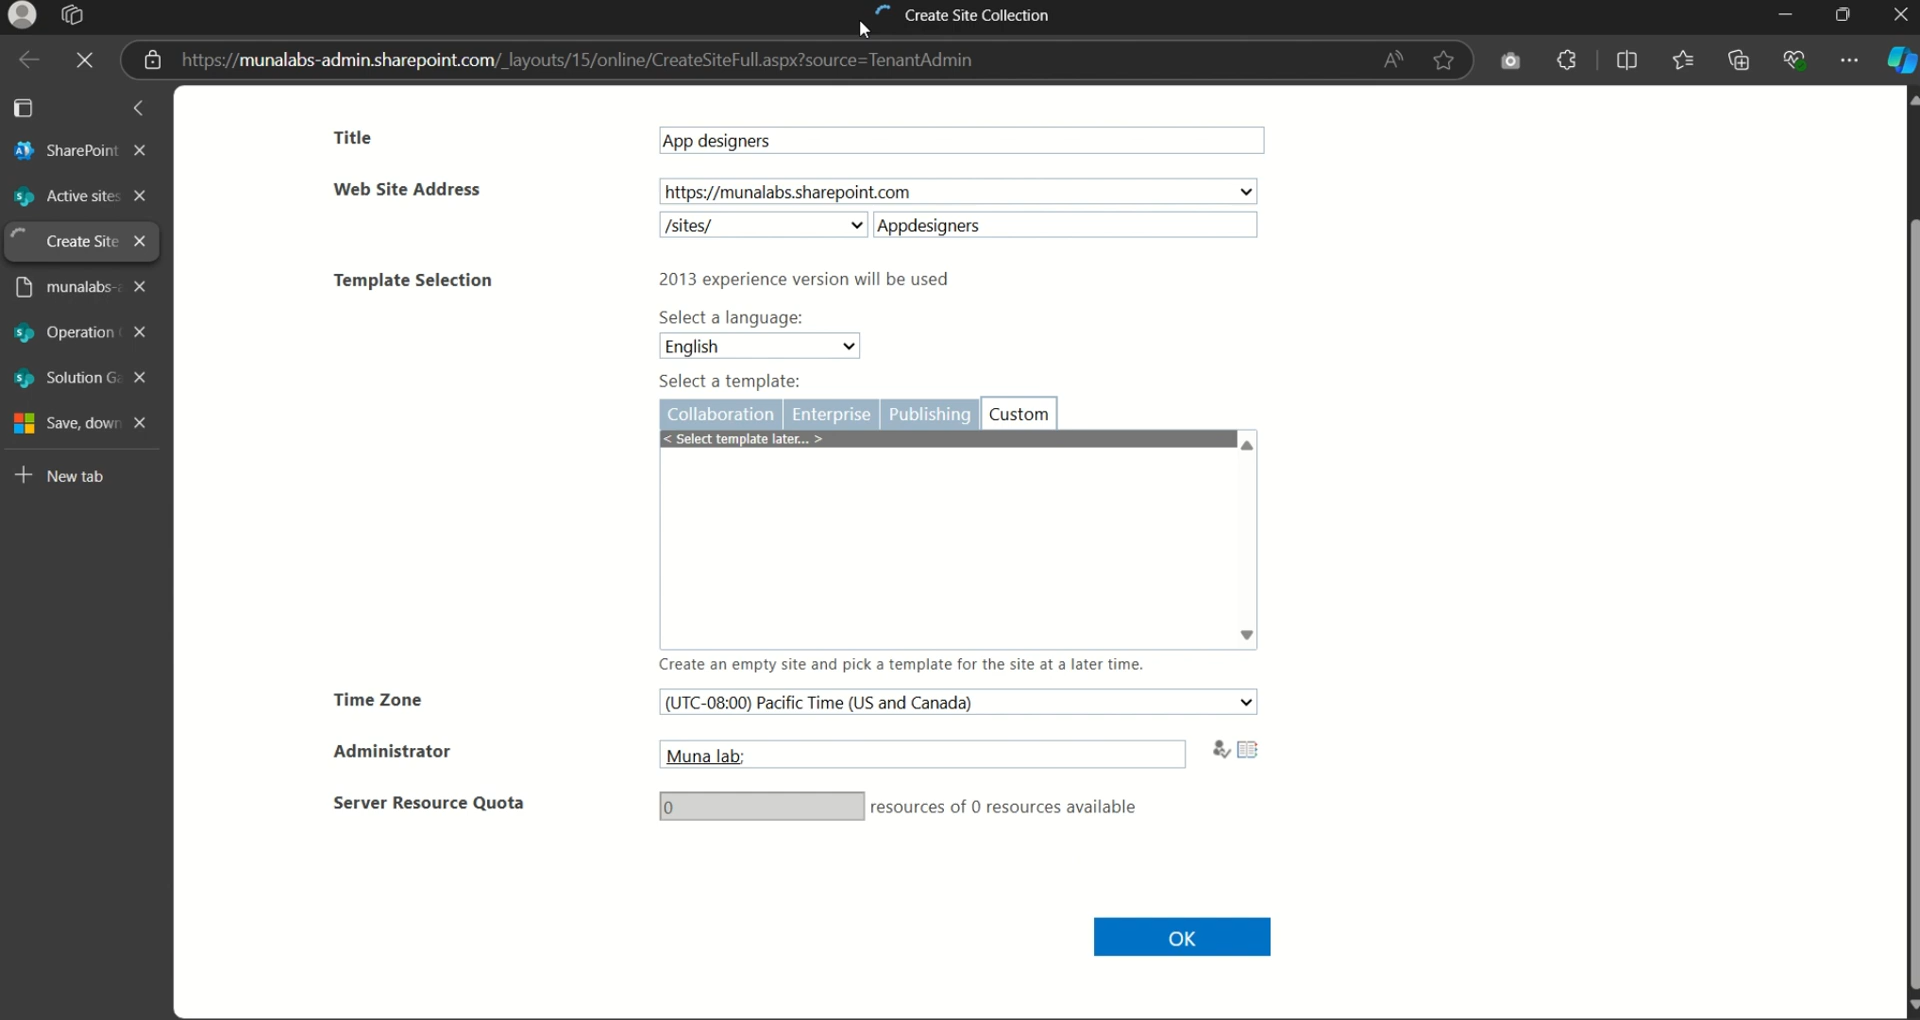 Create Site Collection
https://munalabs-admin.sharepoint.com/_layouts/15/online/CreateSiteFull.aspx?source=TenantAdmin
SharePoint
Active sites
Create Site
munalabs-
Operation
Solution
Save, down
New tab
Title
App designers
Web Site Address
https://munalabs.sharepoint.com
/sites/ Appdesigners
Template Selection
2013 experience version will be used
Select a language:
English
Select a template:
Collaboration Enterprise Publishing Custom
< Select template later... >
Create an empty site and pick a template for the site at a later time.
Time Zone
(UTC-08:00) Pacific Time (US and Canada)
Administrator
Muna lab;
Server Resource Quota
0 resources of 0 resources available
OK